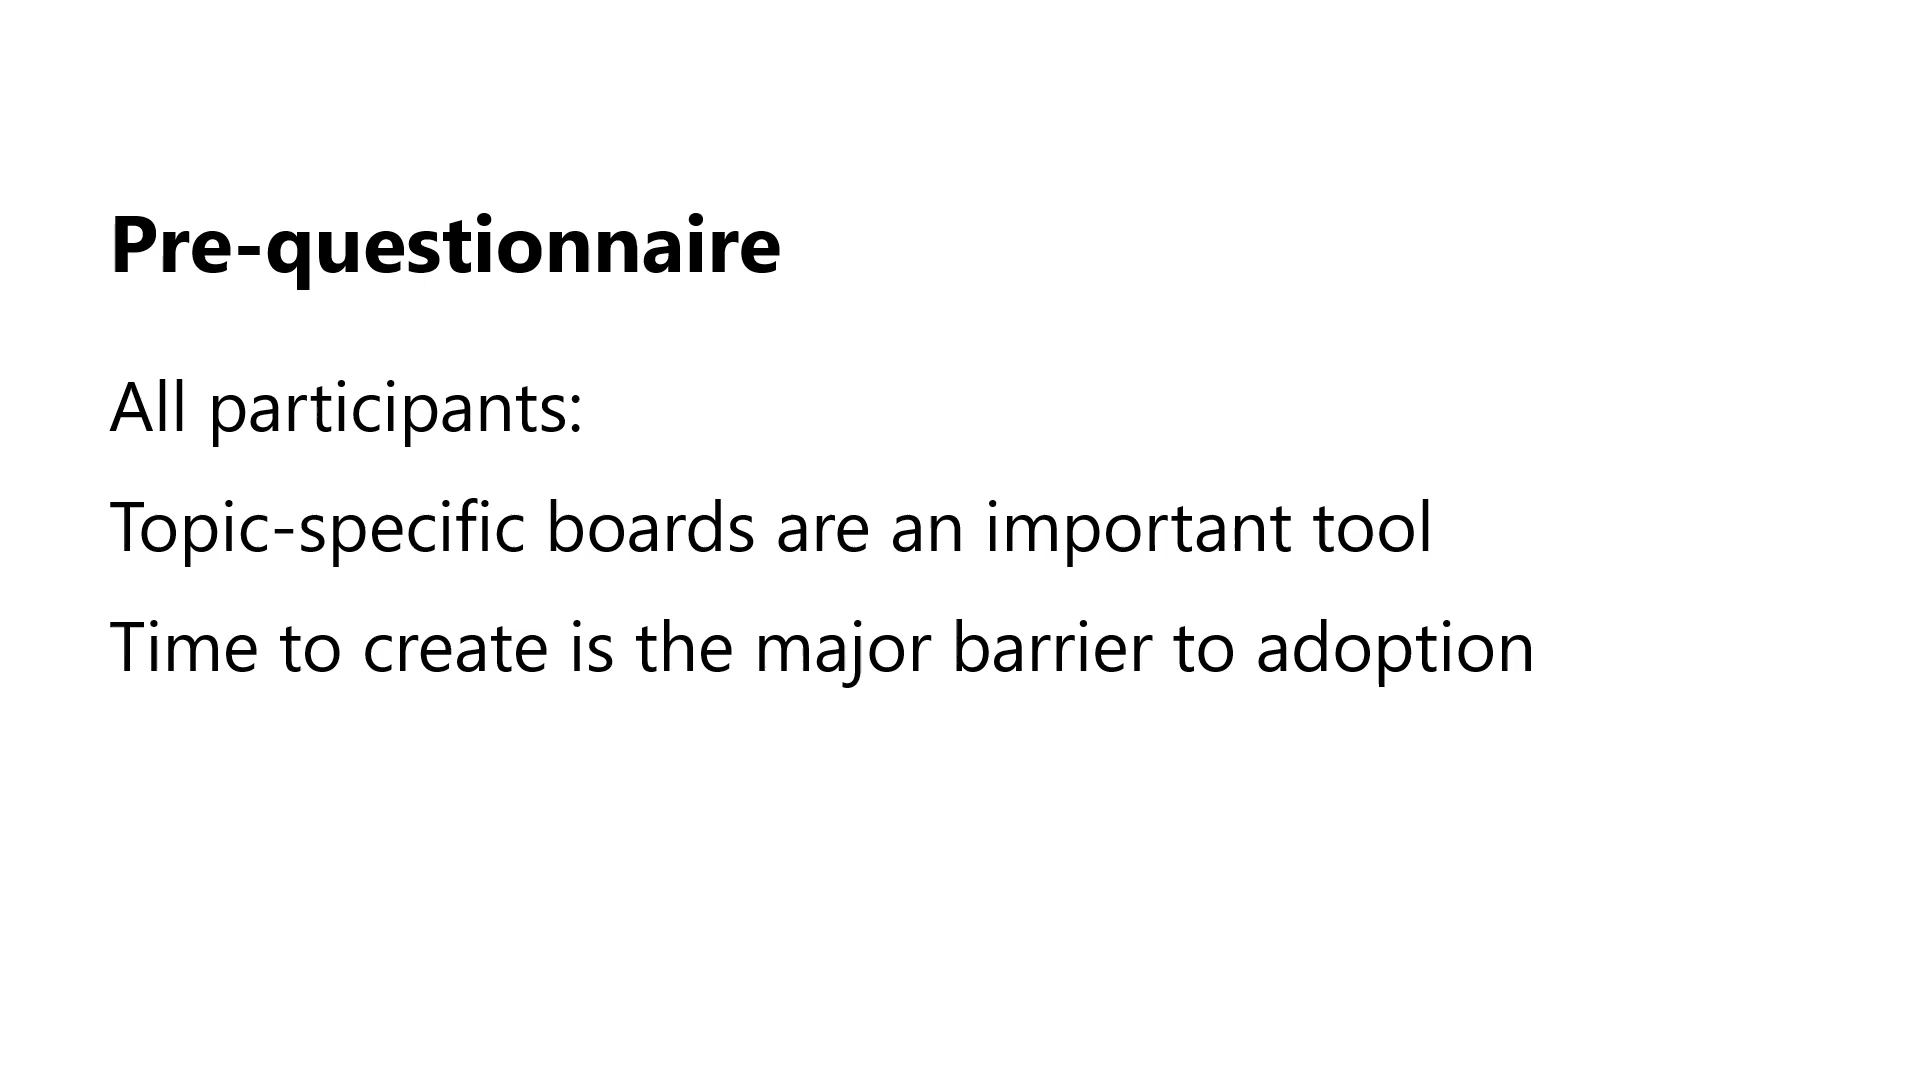 Pre-questionnaire
All participants:
Topic-specific boards are an important tool
Time to create is the major barrier to adoption